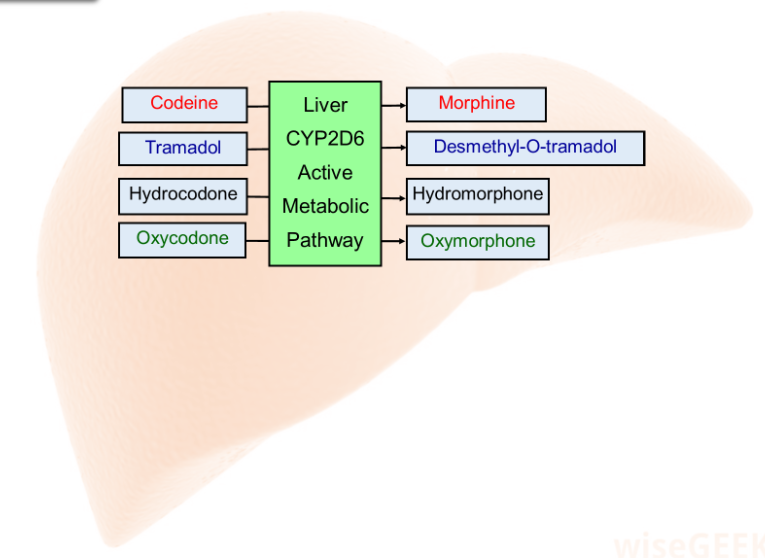 Codeine
Tramadol
Hydrocodone
Oxycodone
Liver
CYP2D6
Active
Metabolic
Pathway
Morphine
Desmethyl-O-tramadol
Hydromorphone
Oxymorphone
wiseGEEK